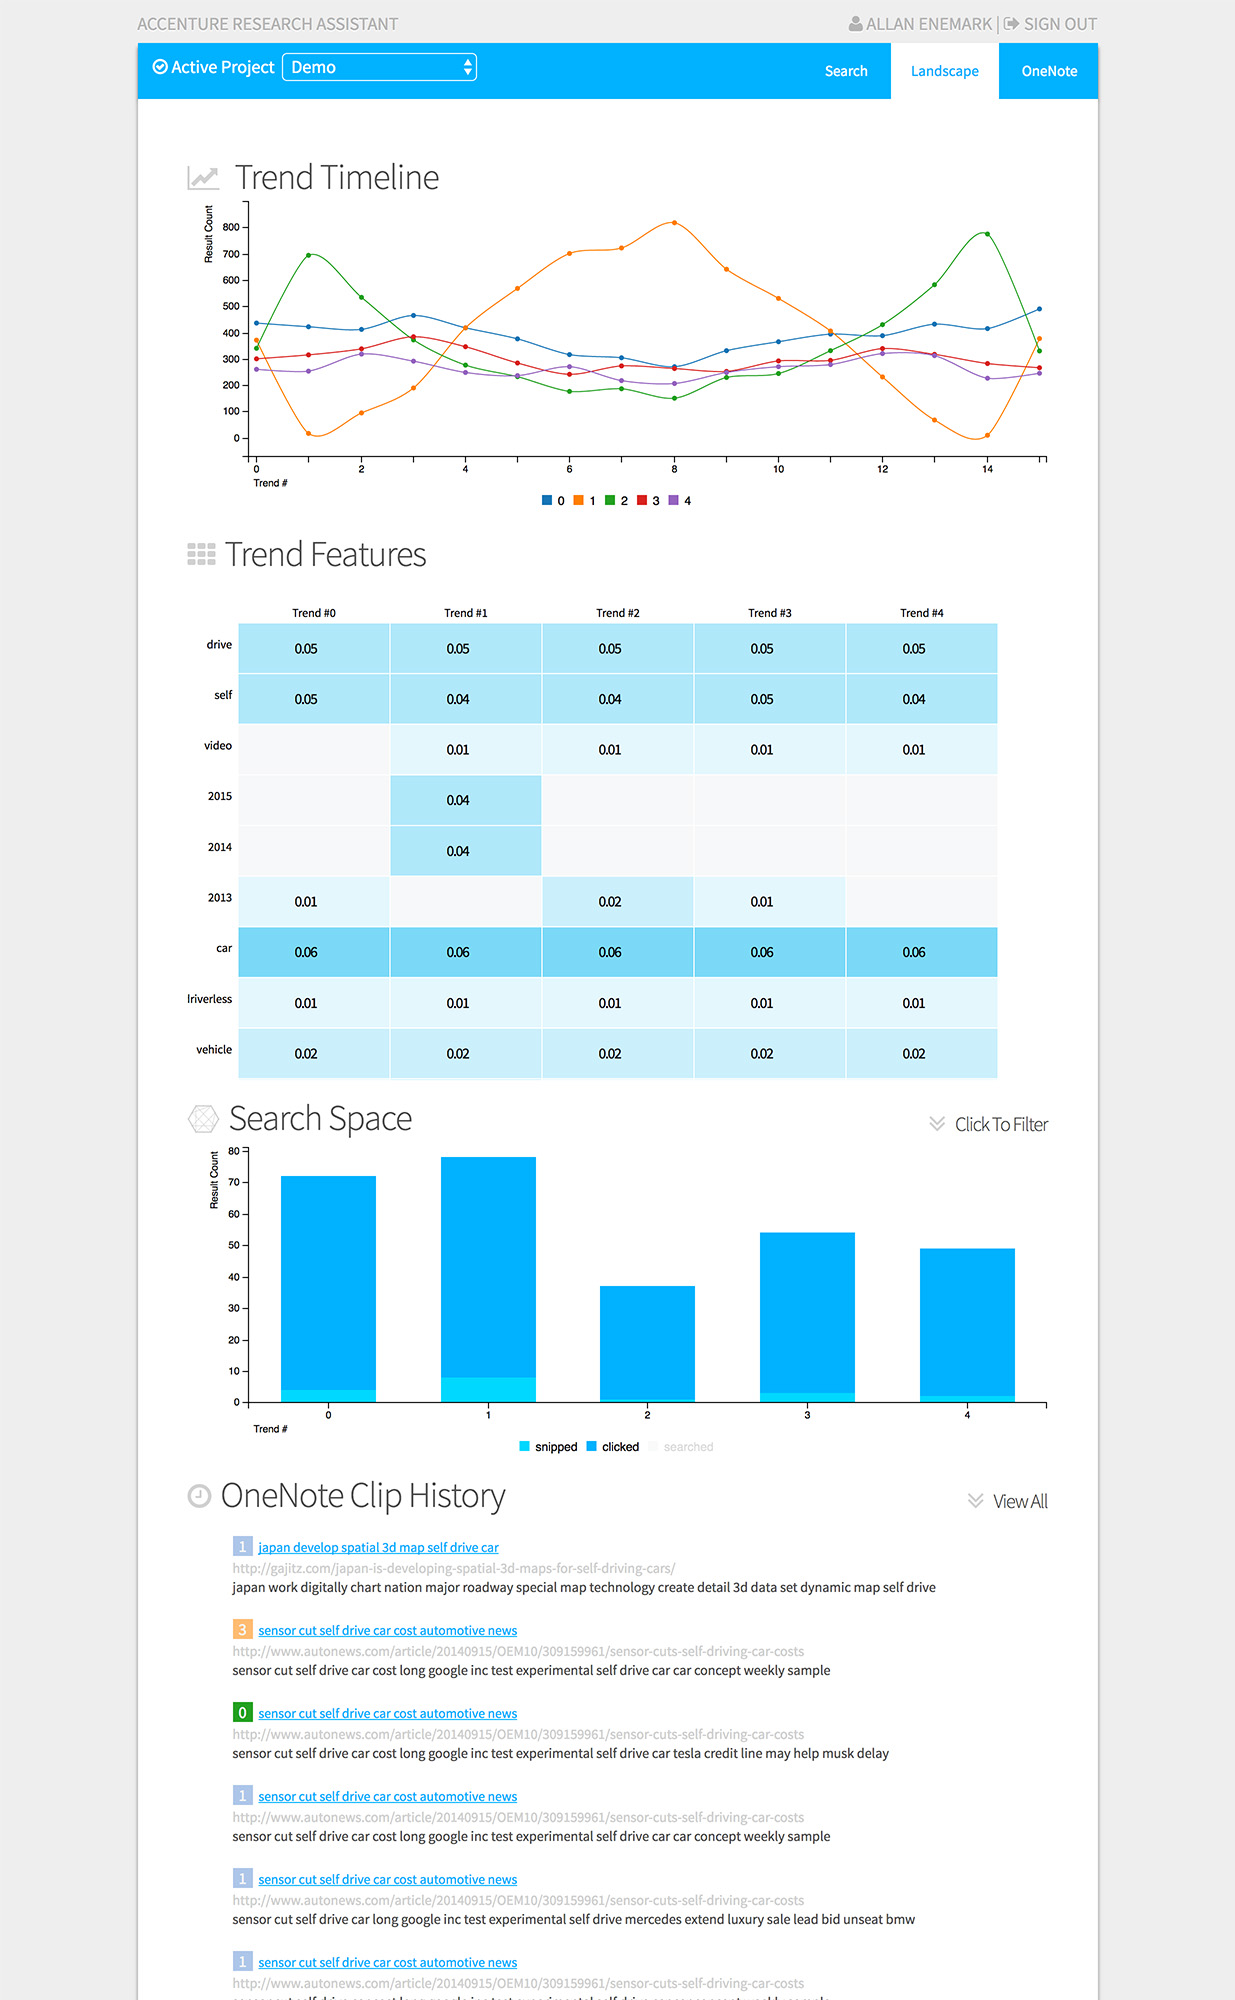 ACCENTURE RESEARCH ASSISTANT
ALLAN ENEMARK | SIGN OUT
Active Project Demo
Search Landscape OneNote
Trend Timeline
Result Count
800
700
600
500
400
300
200
100
0
0 2 4 6 8 10 12 14
Trend #
0 1 2 3 4
Trend Features
Trend #0 Trend #1 Trend #2 Trend #3 Trend #4
drive 0.05 0.05 0.05 0.05 0.05
self 0.05 0.04 0.04 0.05 0.04
video 0.01 0.01 0.01 0.01
2015 0.04
2014 0.04
2013 0.01 0.02 0.01
car 0.06 0.06 0.06 0.06 0.06
lriverless 0.01 0.01 0.01 0.01 0.01
vehicle 0.02 0.02 0.02 0.02 0.02
Search Space
Click To Filter
Result Count
80
70
60
50
40
30
20
10
0
0 1 2 3 4
Trend #
snipped clicked searched
OneNote Clip History
View All
1 japan develop spatial 3d map self drive car
http://gajitz.com/japan-is-developing-spatial-3d-maps-for-self-driving-cars/
japan work digitally chart nation major roadway special map technology create detail 3d data set dynamic map self drive
3 sensor cut self drive car cost automotive news
http://www.autonews.com/article/20140915/OEM10/309159961/sensor-cuts-self-driving-car-costs
sensor cut self drive car cost long google inc test experimental self drive car car concept weekly sample
0 sensor cut self drive car cost automotive news
http://www.autonews.com/article/20140915/OEM10/309159961/sensor-cuts-self-driving-car-costs
sensor cut self drive car cost long google inc test experimental self drive car tesla credit line may help musk delay
1 sensor cut self drive car cost automotive news
http://www.autonews.com/article/20140915/OEM10/309159961/sensor-cuts-self-driving-car-costs
sensor cut self drive car cost long google inc test experimental self drive car car concept weekly sample
1 sensor cut self drive car cost automotive news
http://www.autonews.com/article/20140915/OEM10/309159961/sensor-cuts-self-driving-car-costs
sensor cut self drive car long google inc test experimental self drive mercedes extend luxury sale lead bid unseat bmw
1 sensor cut self drive car cost automotive news
http://www.autonews.com/article/20140915/OEM10/309159961/sensor-cuts-self-driving-car-costs